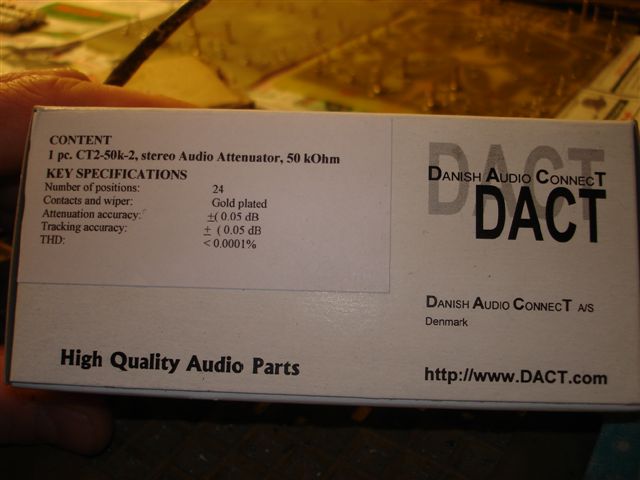 CONTENT
1 pc. CT2-50k-2, stereo Audio Attenuator, 50 kOhm
KEY SPECIFICATIONS
Number of positions: 24
Contacts and wiper: Gold plated
Attenuation accuracy: ±( 0.05 dB
Tracking accuracy: ± ( 0.05 dB
THD: < 0.0001%
High Quality Audio Parts
DACT
DANISH AUDIO CONNECT
DACT
DANISH AUDIO CONNECT A/S
Denmark
http://www.DACT.com